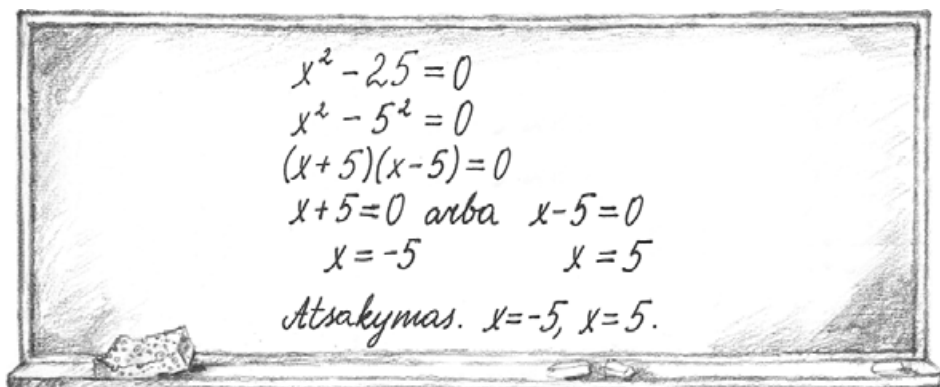 x² - 25 = 0
x² - 5² = 0
(x + 5)(x - 5) = 0
x + 5 = 0 arba x - 5 = 0
x = -5 x = 5
Atsakymas. x = -5, x = 5.